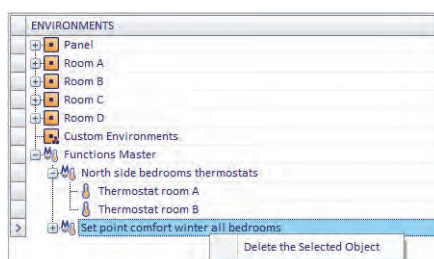 ENVIRONMENTS
Panel
Room A
Room B
Room C
Room D
Custom Environments
Functions Master
North side bedrooms thermostats
Thermostat room A
Thermostat room B
Set point comfort winter all bedrooms
Delete the Selected Object